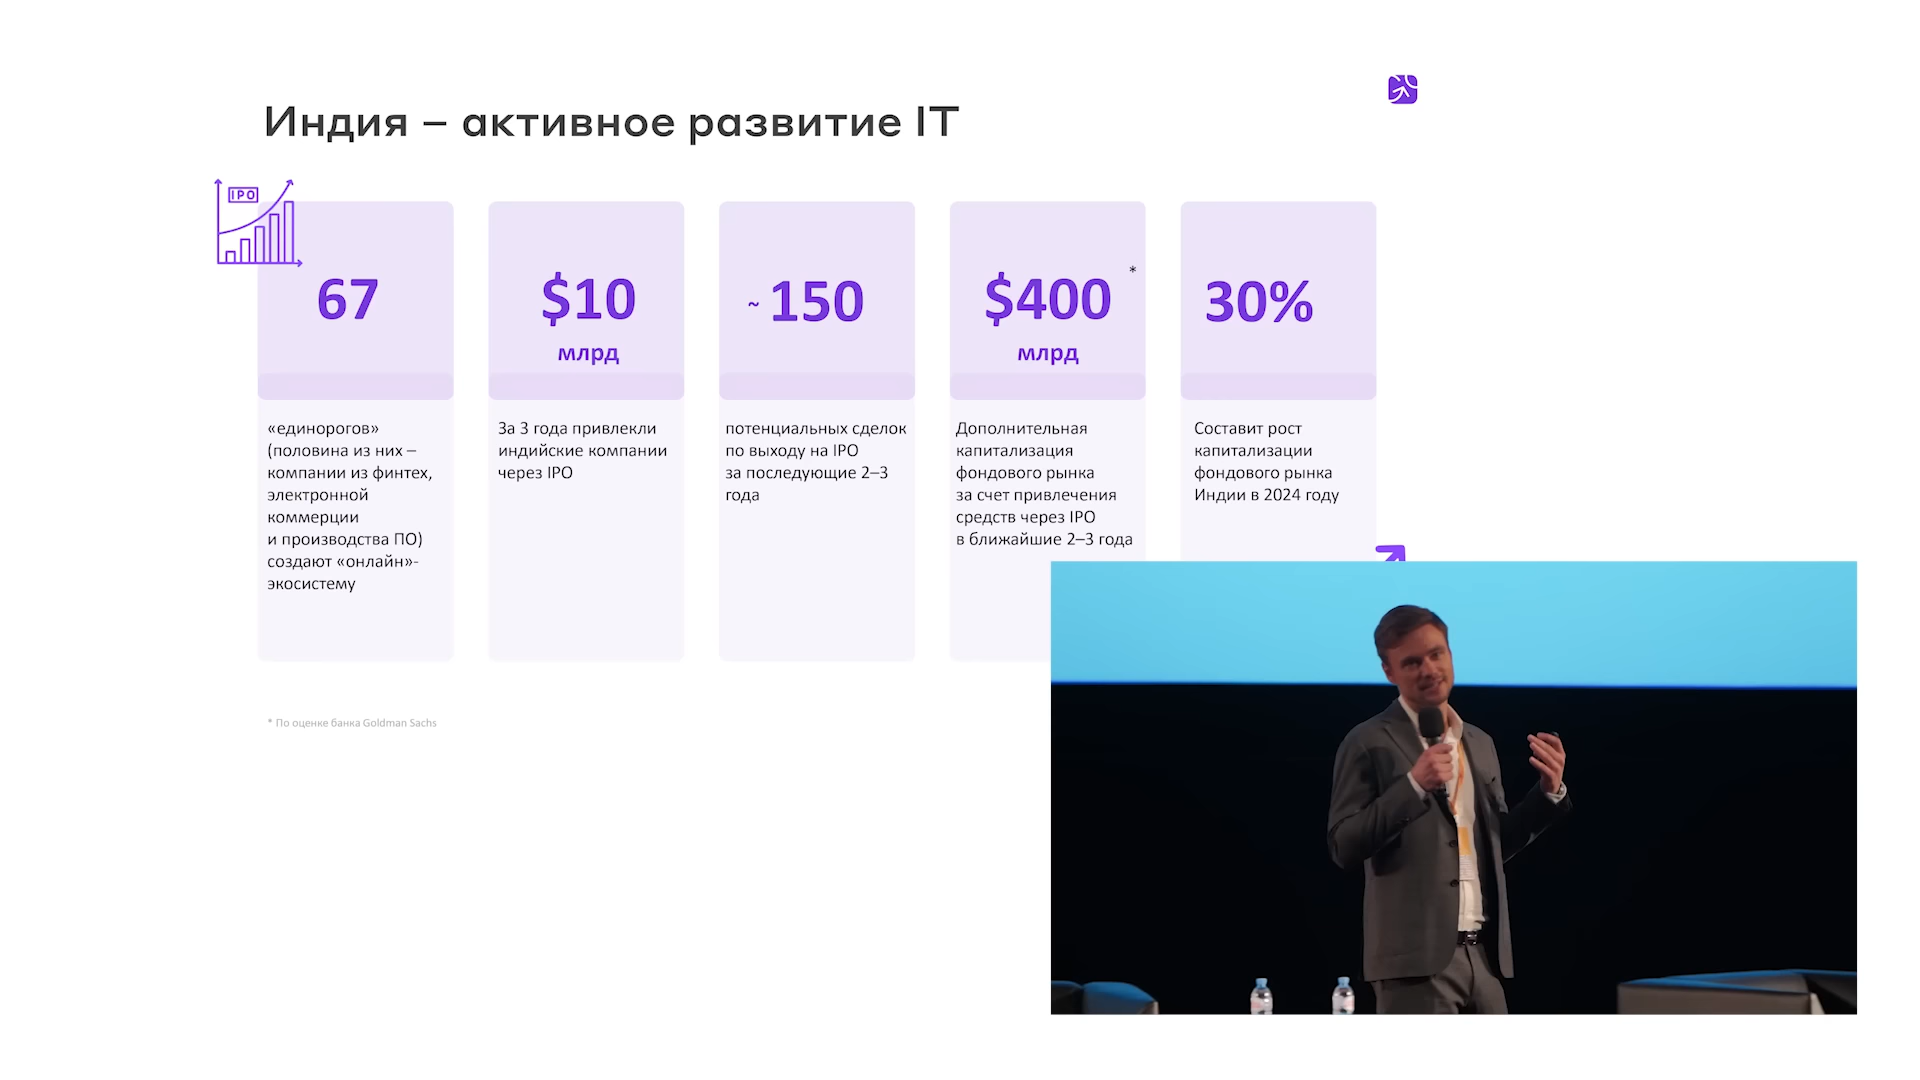 Индия – активное развитие IT
IPO
67
«единорогов»
(половина из них –
компании из финтех,
электронной
коммерции
и производства ПО)
создают «онлайн»-
экосистему
$10
млрд
За 3 года привлекли
индийские компании
через IPO
~ 150
потенциальных сделок
по выходу на IPO
за последующие 2–3
года
$400 *
млрд
Дополнительная
капитализация
фондового рынка
за счет привлечения
средств через IPO
в ближайшие 2–3 года
30%
Составит рост
капитализации
фондового рынка
Индии в 2024 году
* По оценке банка Goldman Sachs